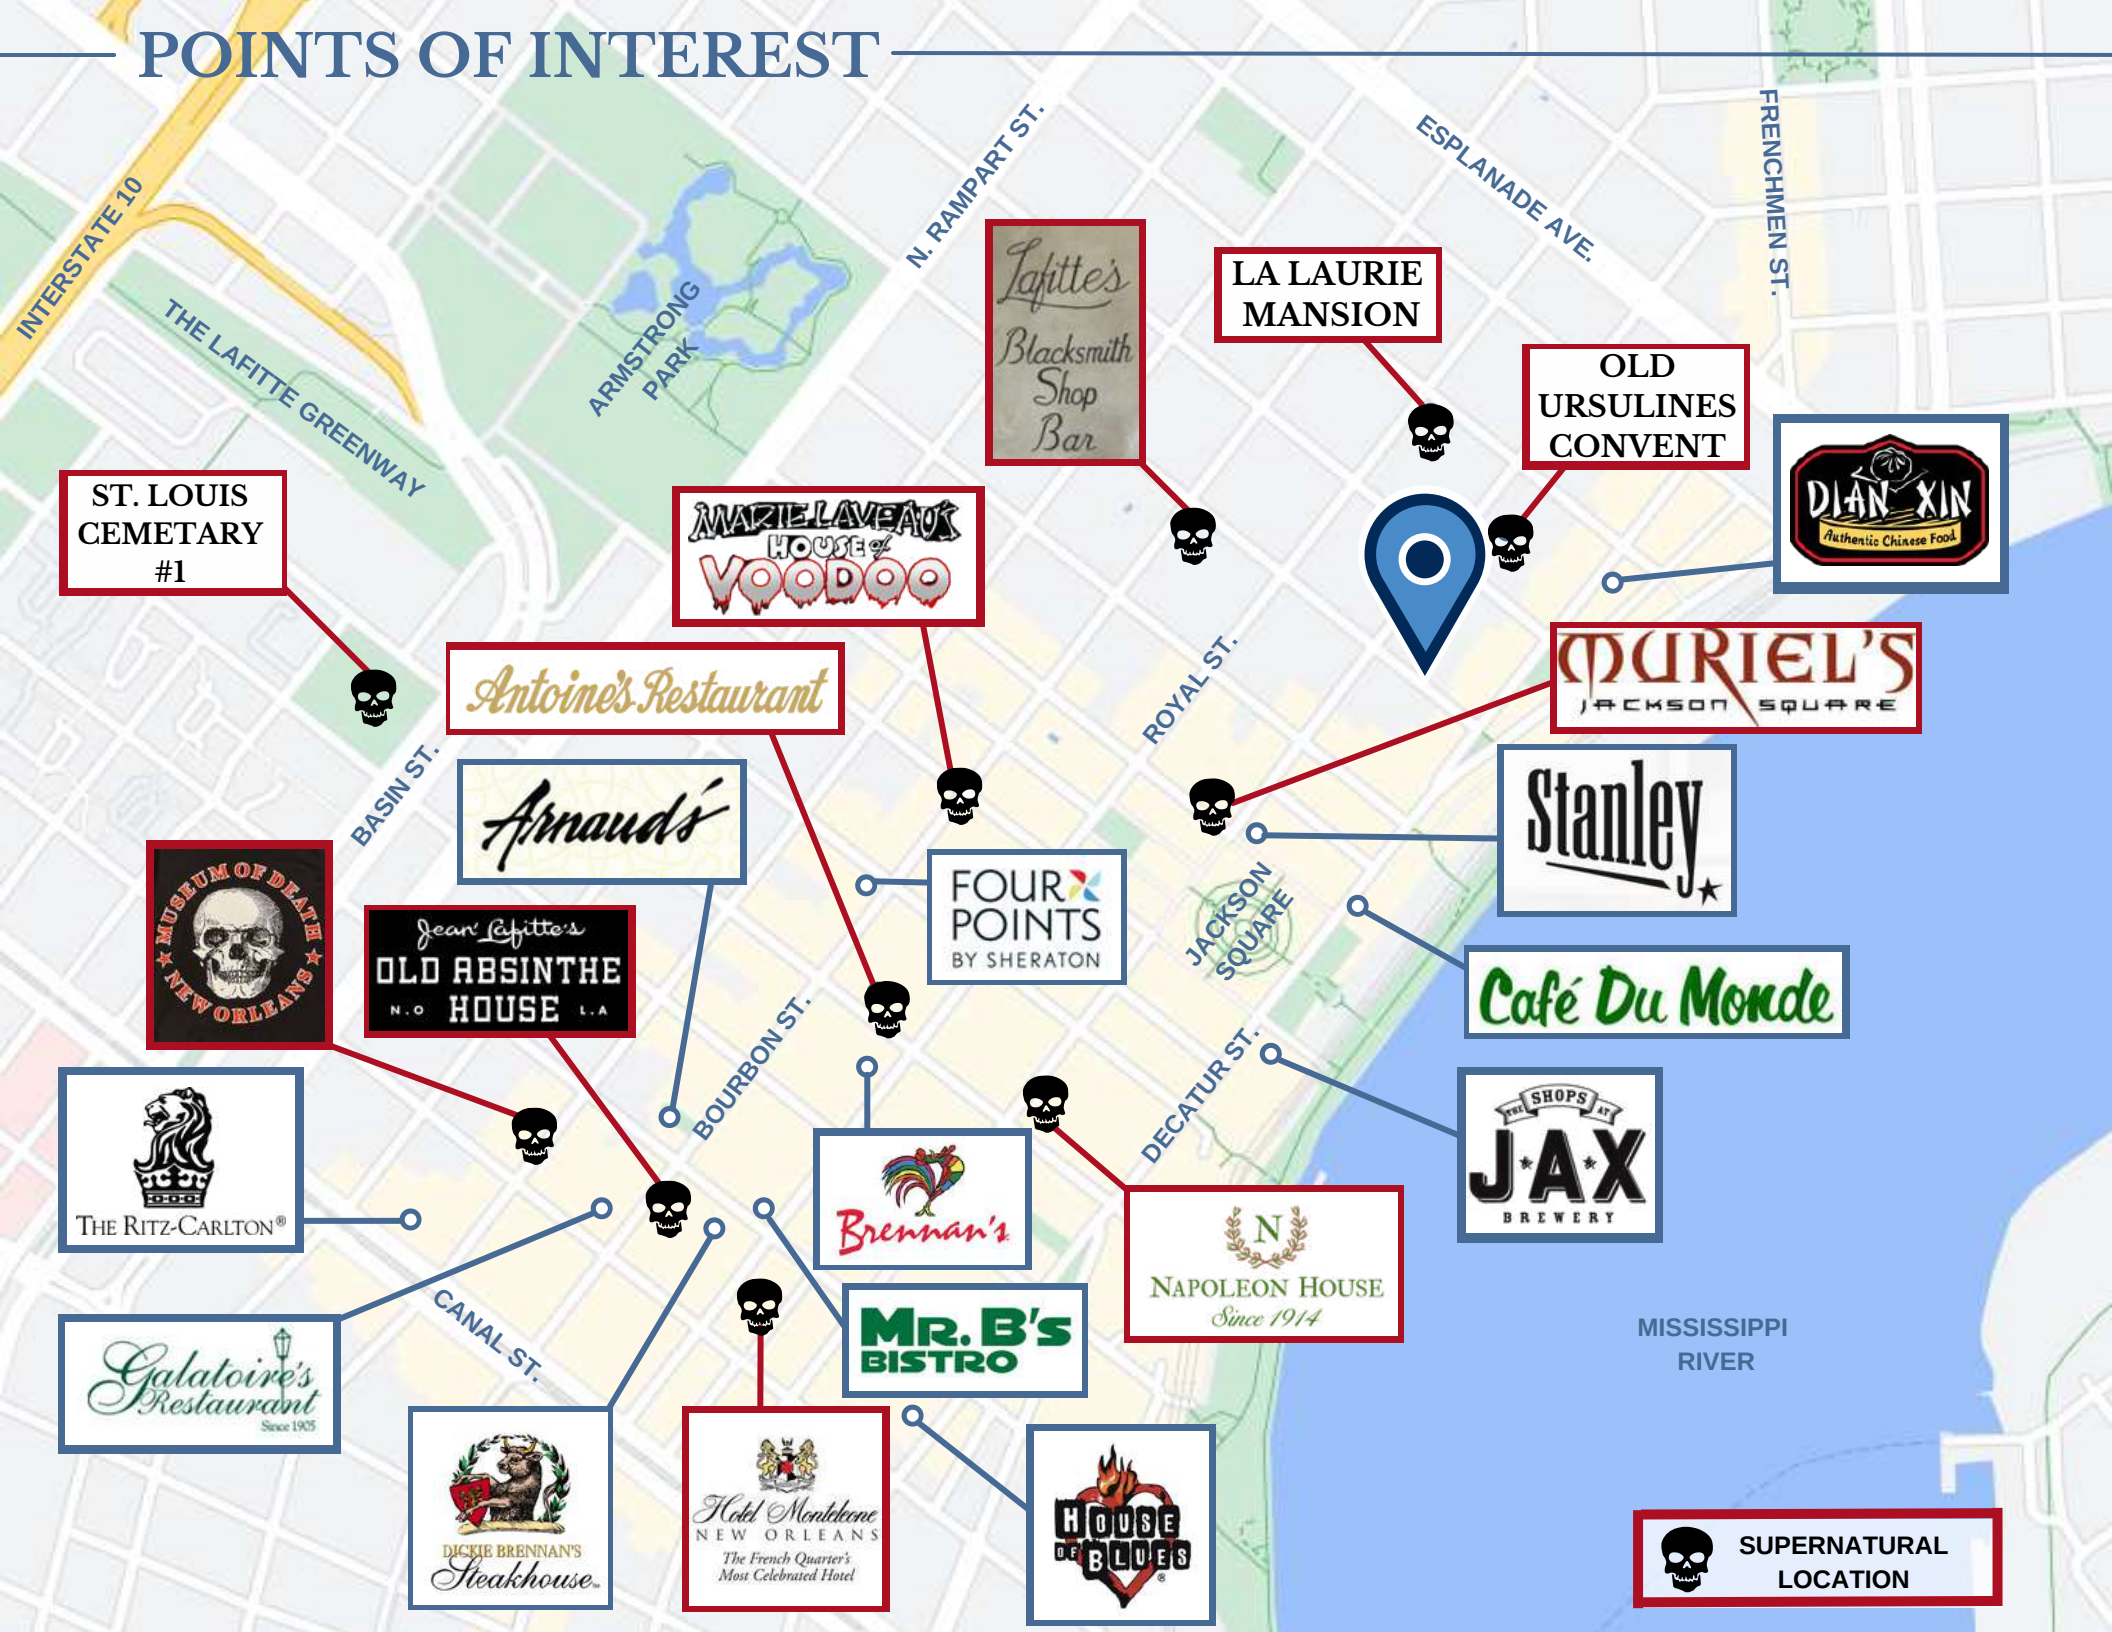 POINTS OF INTEREST
INTERSTATE 10
THE LAFITTE GREENWAY
ARMSTRONG
PARK
N. RAMPART ST.
ESPLANADE AVE.
FRENCHMEN ST.
Lafitte's
Blacksmith
Shop
Bar
LA LAURIE
MANSION
OLD
URSULINES
CONVENT
DIAN XIN
Authentic Chinese Food
ST. LOUIS
CEMETARY
#1
MARIE LAVEAU'S
HOUSE of
VOODOO
Antoine's Restaurant
ROYAL ST.
MURIEL'S
JACKSON SQUARE
BASIN ST.
Arnaud's
Stanley
MUSEUM OF DEATH
NEW ORLEANS
Jean Lafitte's
OLD ABSINTHE
N.O HOUSE L.A
FOUR
POINTS
BY SHERATON
JACKSON
SQUARE
Café Du Monde
BOURBON ST.
DECATUR ST.
THE SHOPS AT
JAX
BREWERY
THE RITZ-CARLTON®
Brennan's
N
NAPOLEON HOUSE
Since 1914
CANAL ST.
Galatoire's
Restaurant
Since 1905
MR. B'S
BISTRO
MISSISSIPPI
RIVER
DICKIE BRENNAN'S
Steakhouse
Hotel Monteleone
NEW ORLEANS
The French Quarter's
Most Celebrated Hotel
HOUSE
OF BLUES
®
SUPERNATURAL
LOCATION